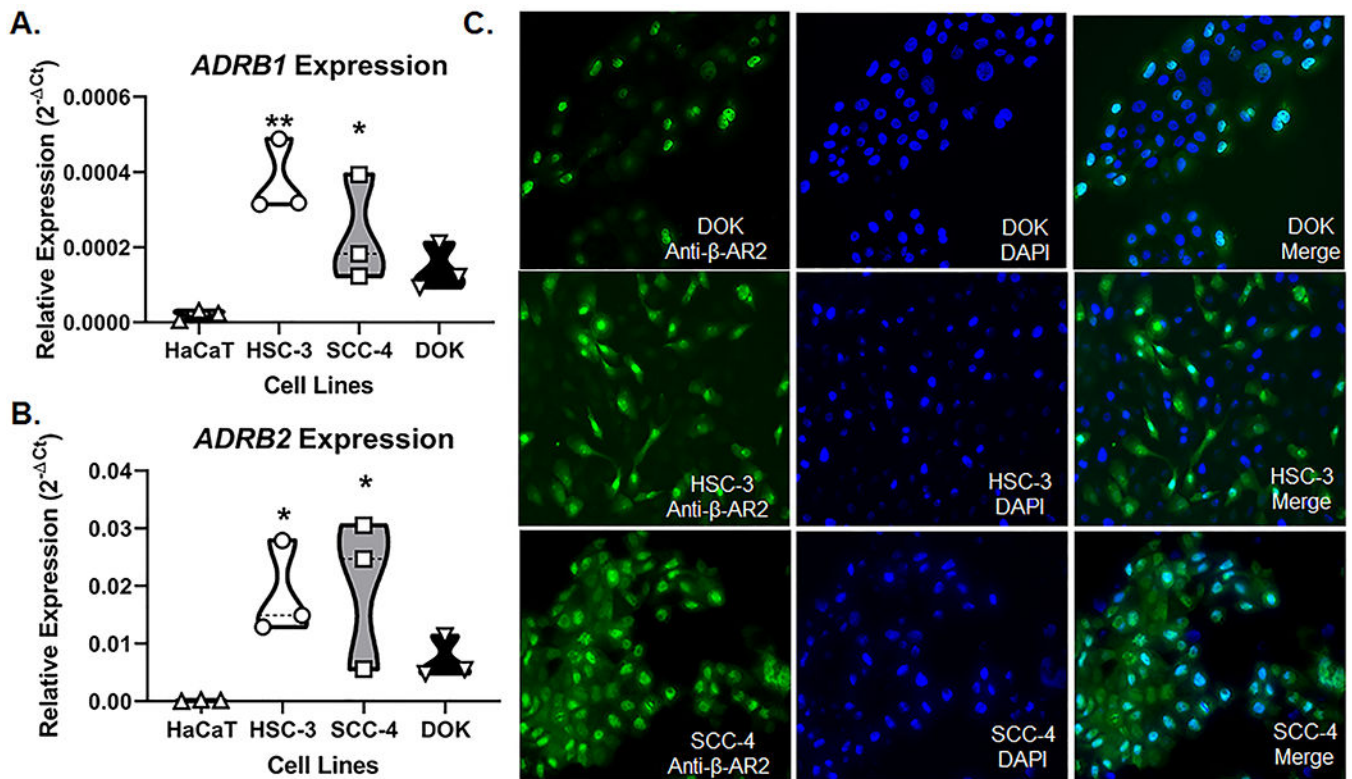 A.
ADRB1 Expression
Relative Expression (2^-ΔCt)
0.0006
0.0004
0.0002
0.0000
**
*
HaCaT HSC-3 SCC-4 DOK
Cell Lines
B.
ADRB2 Expression
Relative Expression (2^-ΔCt)
0.04
0.03
0.02
0.01
0.00
*
*
HaCaT HSC-3 SCC-4 DOK
Cell Lines
C.
DOK
Anti-β-AR2
DOK
DAPI
DOK
Merge
HSC-3
Anti-β-AR2
HSC-3
DAPI
HSC-3
Merge
SCC-4
Anti-β-AR2
SCC-4
DAPI
SCC-4
Merge